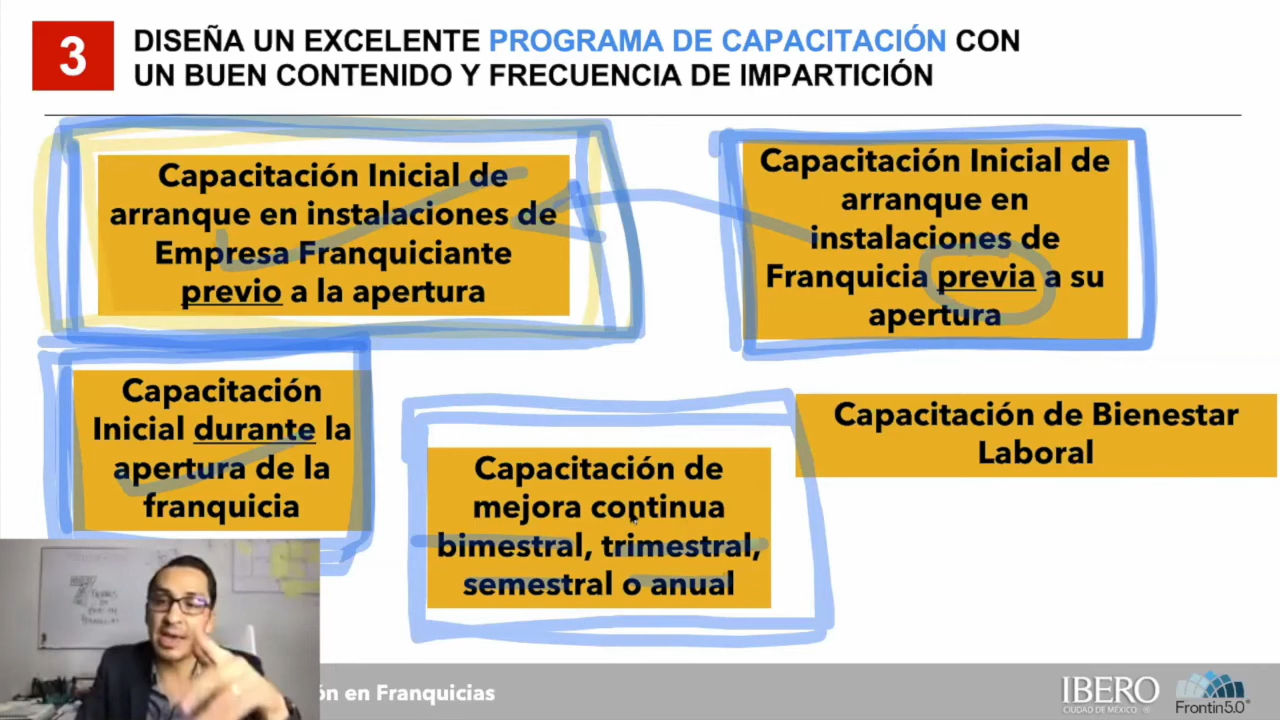 3
DISEÑA UN EXCELENTE PROGRAMA DE CAPACITACIÓN CON
UN BUEN CONTENIDO Y FRECUENCIA DE IMPARTICIÓN
Capacitación Inicial de
arranque en instalaciones de
Empresa Franquiciante
previo a la apertura
Capacitación Inicial de
arranque en
instalaciones de
Franquicia previa a su
apertura
Capacitación
Inicial durante la
apertura de la
franquicia
Capacitación de
mejora continua
bimestral, trimestral,
semestral o anual
Capacitación de Bienestar
Laboral
en Franquicias
IBERO
CIUDAD DE MÉXICO
Frontin5.0